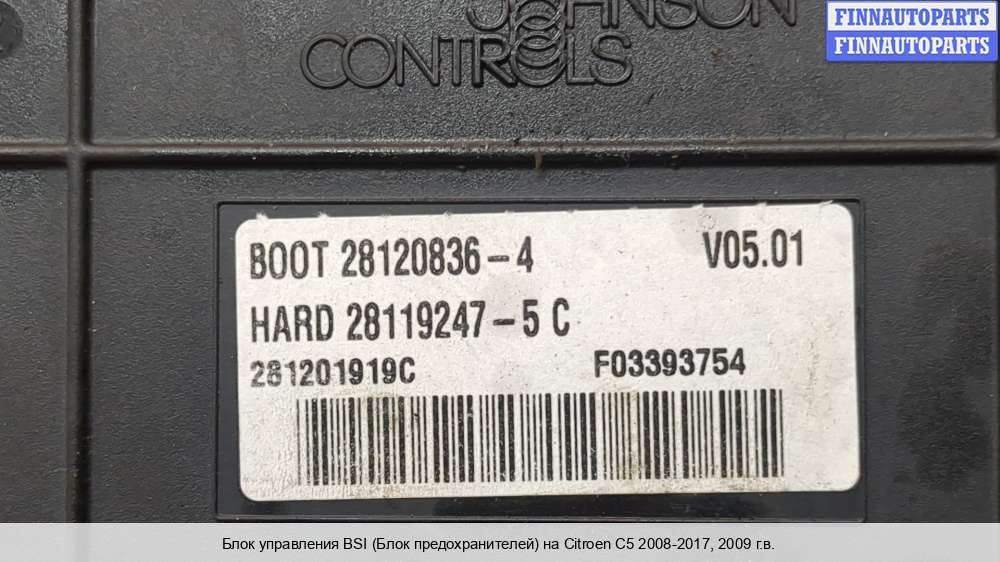 JOHNSON
CONTROLS
FINNAUTOPARTS
FINNAUTOPARTS
BOOT 28120836-4 V05.01
HARD 28119247-5 C
281201919C F03393754
Блок управления BSI (Блок предохранителей) на Citroen C5 2008-2017, 2009 г.в.